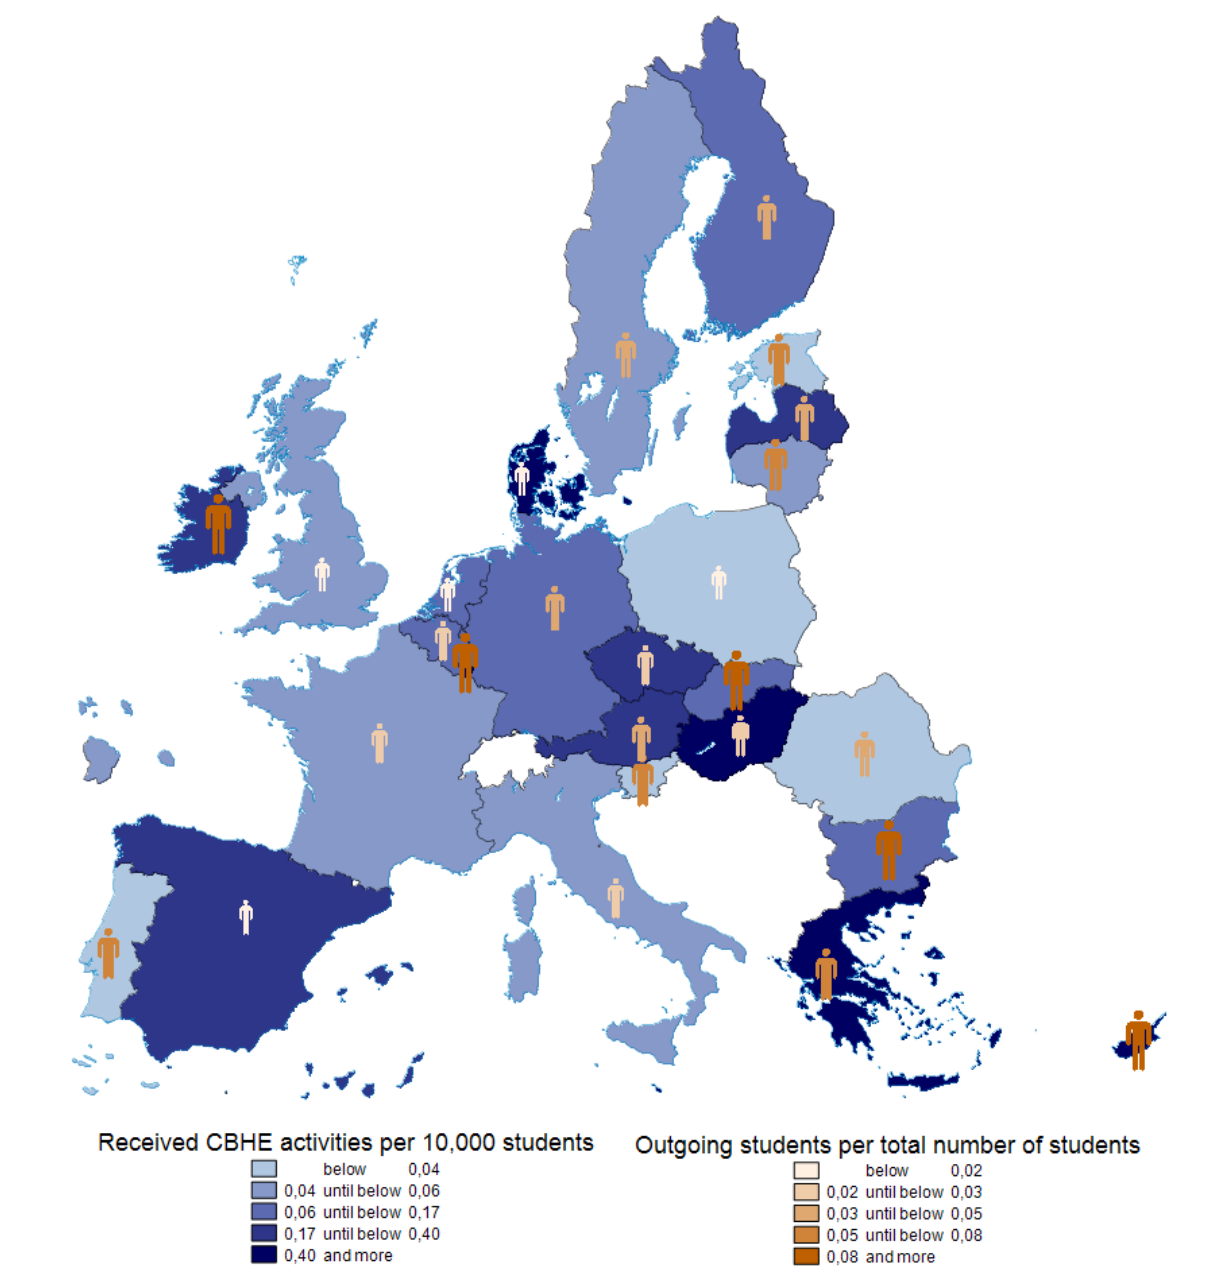 Received CBHE activities per 10,000 students
below 0,04
0,04 until below 0,06
0,06 until below 0,17
0,17 until below 0,40
0,40 and more
Outgoing students per total number of students
below 0,02
0,02 until below 0,03
0,03 until below 0,05
0,05 until below 0,08
0,08 and more